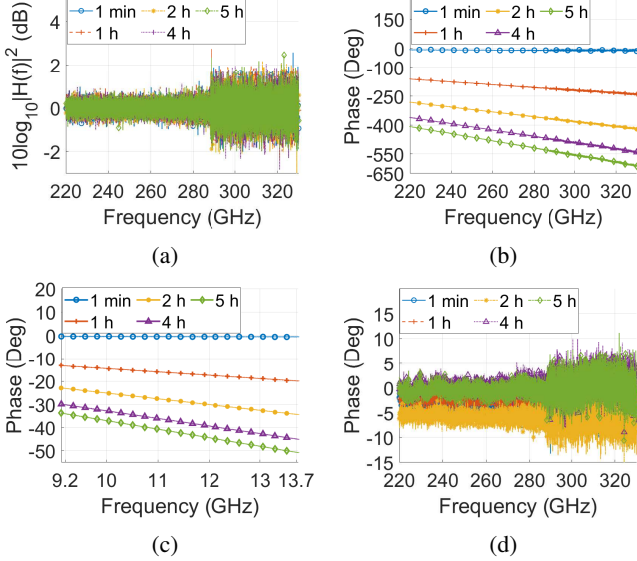 1 min 2 h 5 h
1 h 4 h
10log10|H(f)|² (dB)
4
2
0
-2
220 240 260 280 300 320
Frequency (GHz)
(a)
1 min 2 h 5 h
1 h 4 h
Phase (Deg)
150
0
-100
-250
-400
-550
-650
220 240 260 280 300 320
Frequency (GHz)
(b)
1 min 2 h 5 h
1 h 4 h
Phase (Deg)
20
10
0
-10
-20
-30
-40
-50
9.2 10 11 12 13 13.7
Frequency (GHz)
(c)
1 min 2 h 5 h
1 h 4 h
Phase (Deg)
15
10
5
0
-5
-10
-15
220 240 260 280 300 320
Frequency (GHz)
(d)